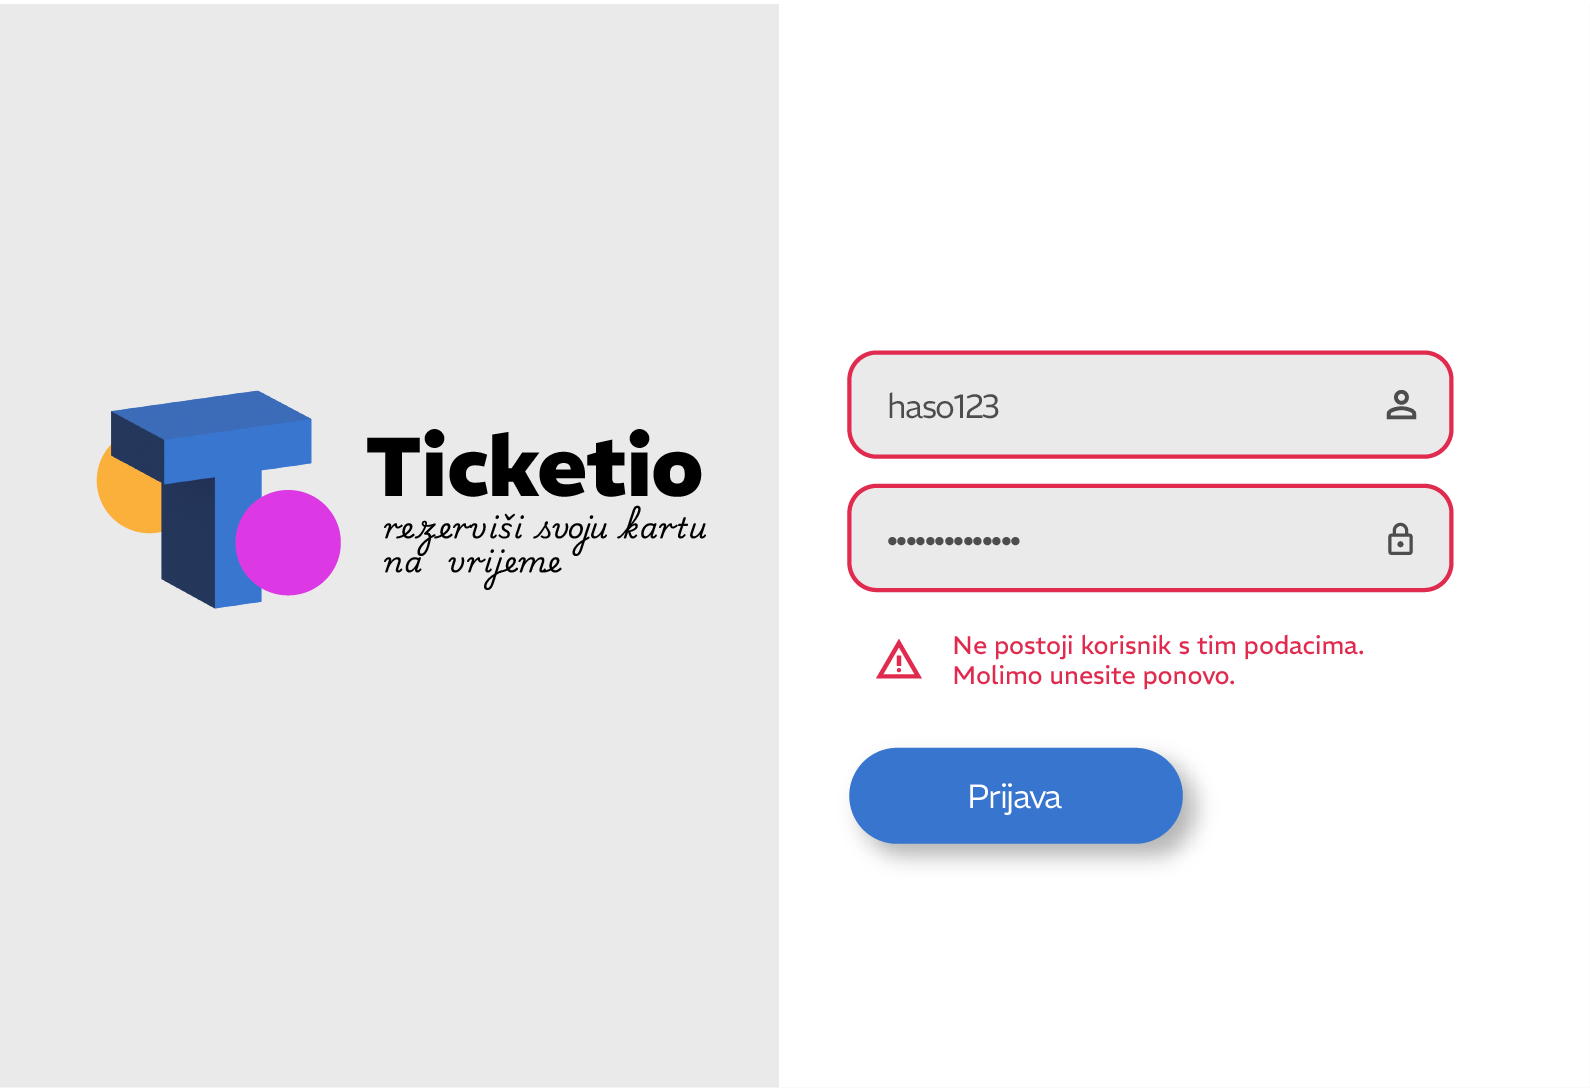 Ticketio
rezerviši svoju kartu
na vrijeme
haso123
••••••••••••••
Ne postoji korisnik s tim podacima.
Molimo unesite ponovo.
Prijava